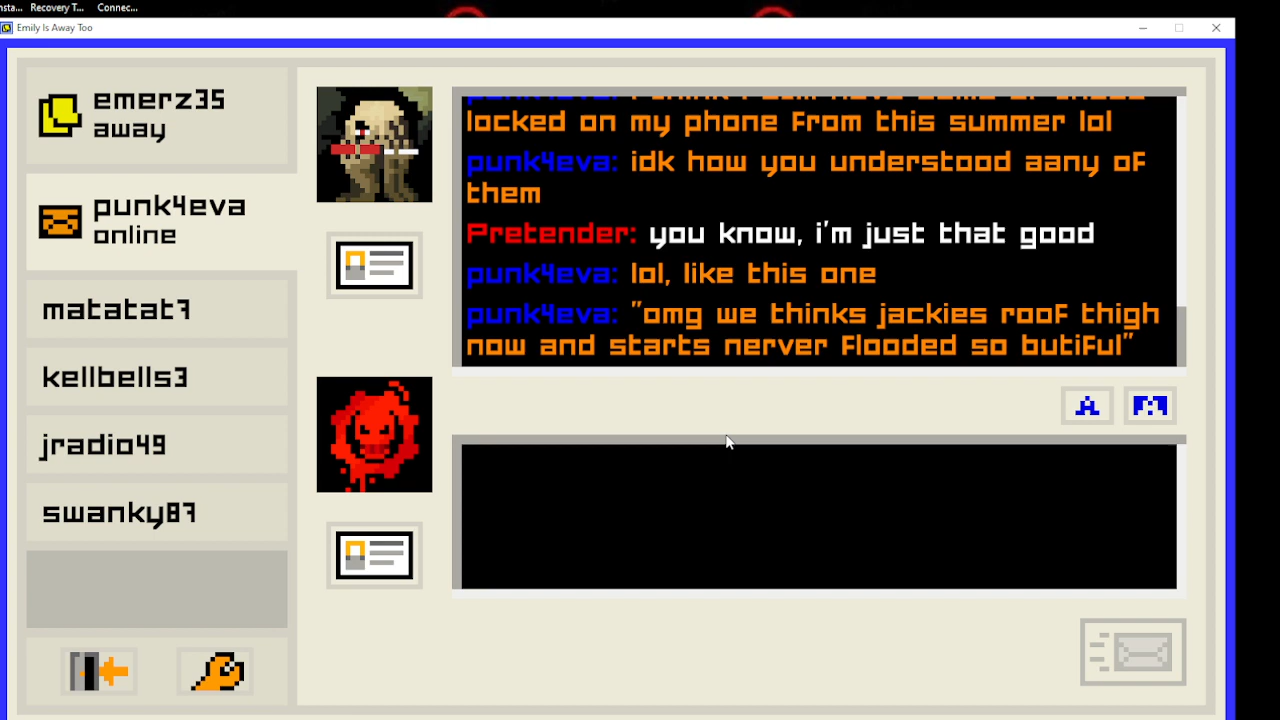 nsta... Recovery T... Connec...
Emily Is Away Too
emerz35
away
punk4eva
online
matatat7
kellbells3
jradio49
swanky87
locked on my phone from this summer lol
punk4eva: idk how you understood aany of
them
Pretender: you know, i'm just that good
punk4eva: lol, like this one
punk4eva: "omg we thinks jackies roof thigh
now and starts nerver flooded so butiful"
A